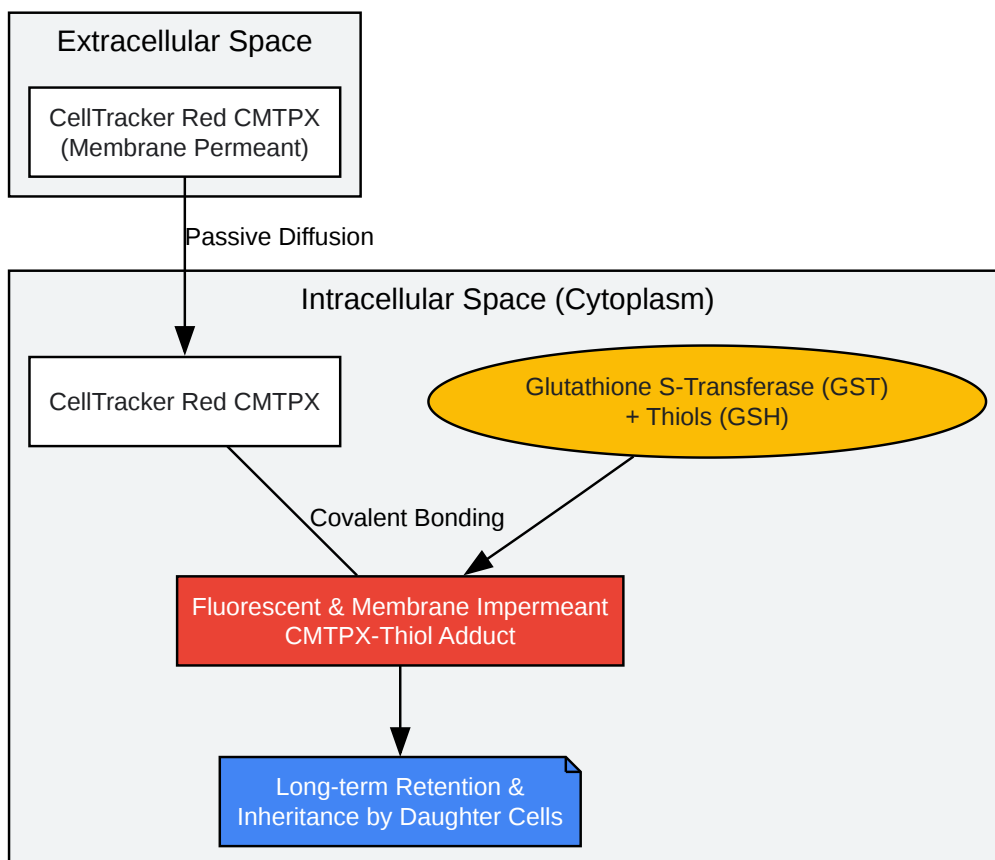 Extracellular Space
CellTracker Red CMTPX
(Membrane Permeant)
Passive Diffusion
Intracellular Space (Cytoplasm)
CellTracker Red CMTPX
Glutathione S-Transferase (GST)
+ Thiols (GSH)
Covalent Bonding
Fluorescent & Membrane Impermeant
CMTPX-Thiol Adduct
Long-term Retention &
Inheritance by Daughter Cells